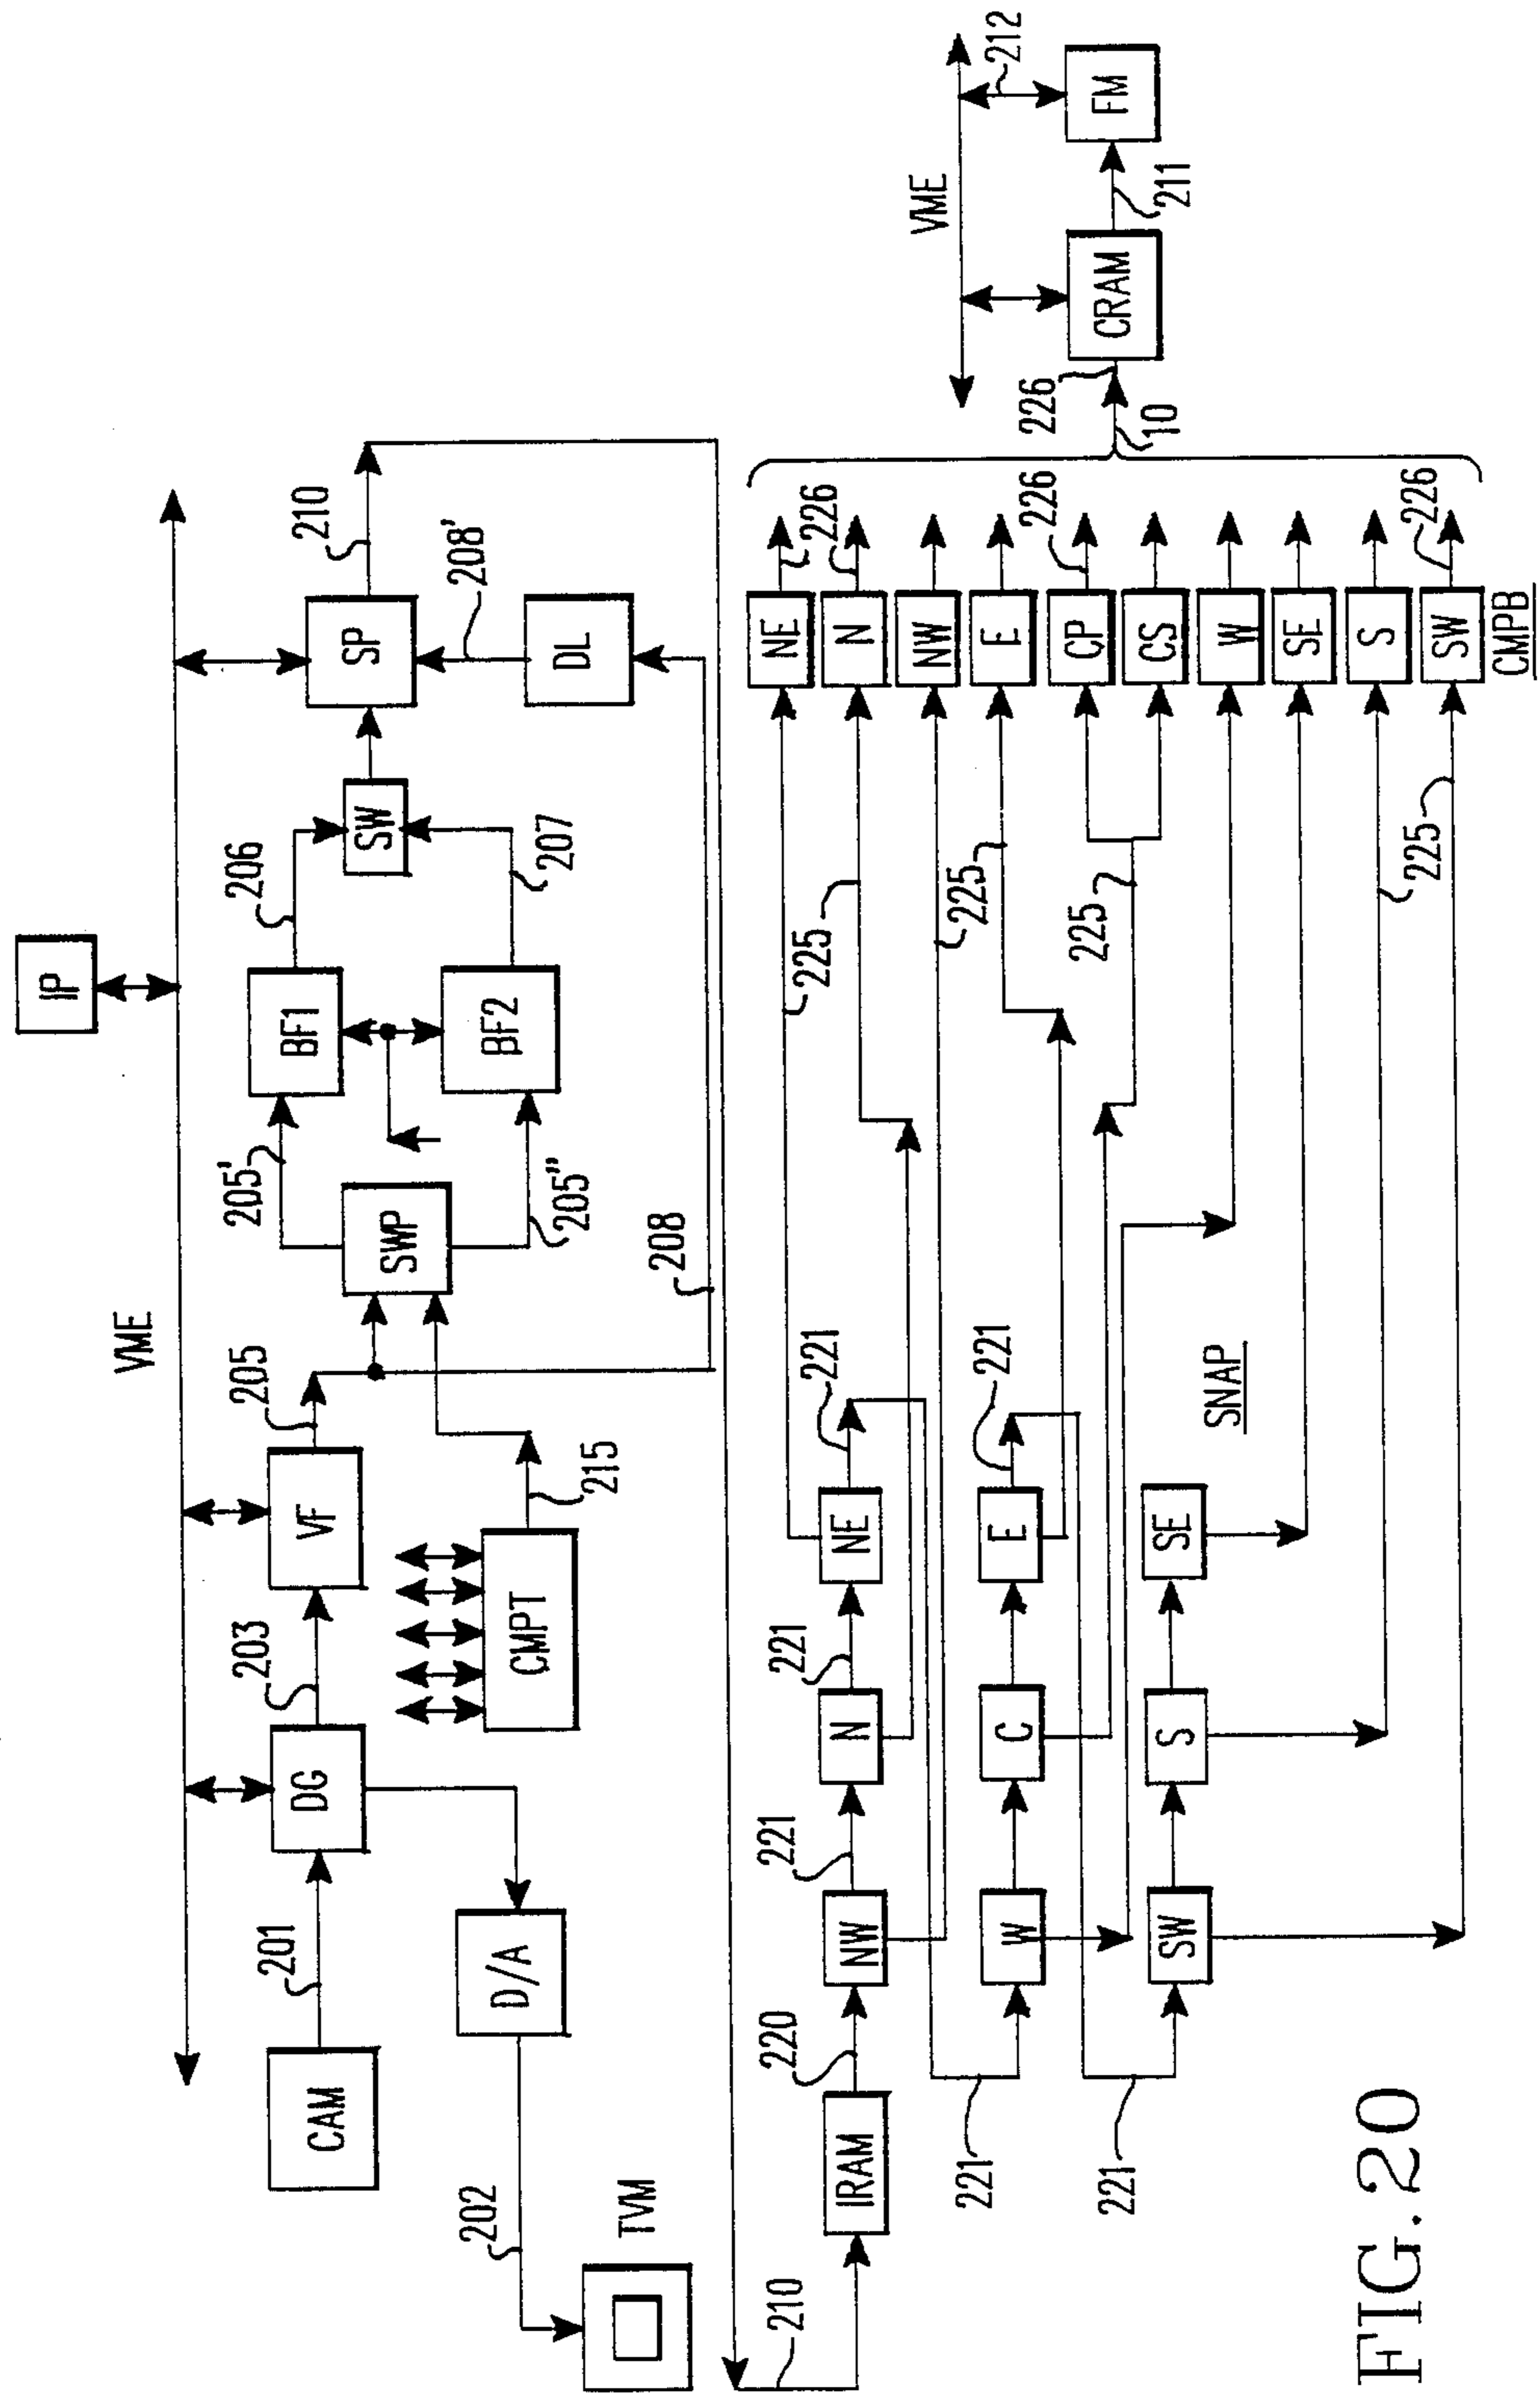 VME
IP
CAM
201
DG
203
VF
205
SWP
205'
205"
BF1
BF2
206
207
SW
SP
210
208'
DL
208
CMPT
215
D/A
202
TVM
210
IRAM
220
NW
221
N
221
NE
221
221
W
C
E
221
221
SW
S
SE
SNAP
225
225
225
225
225
NE
N
NW
E
CP
CS
W
SE
S
SW
CMPB
226
226
226
226
10
226
CRAM
211
FM
212
VME
FIG. 20